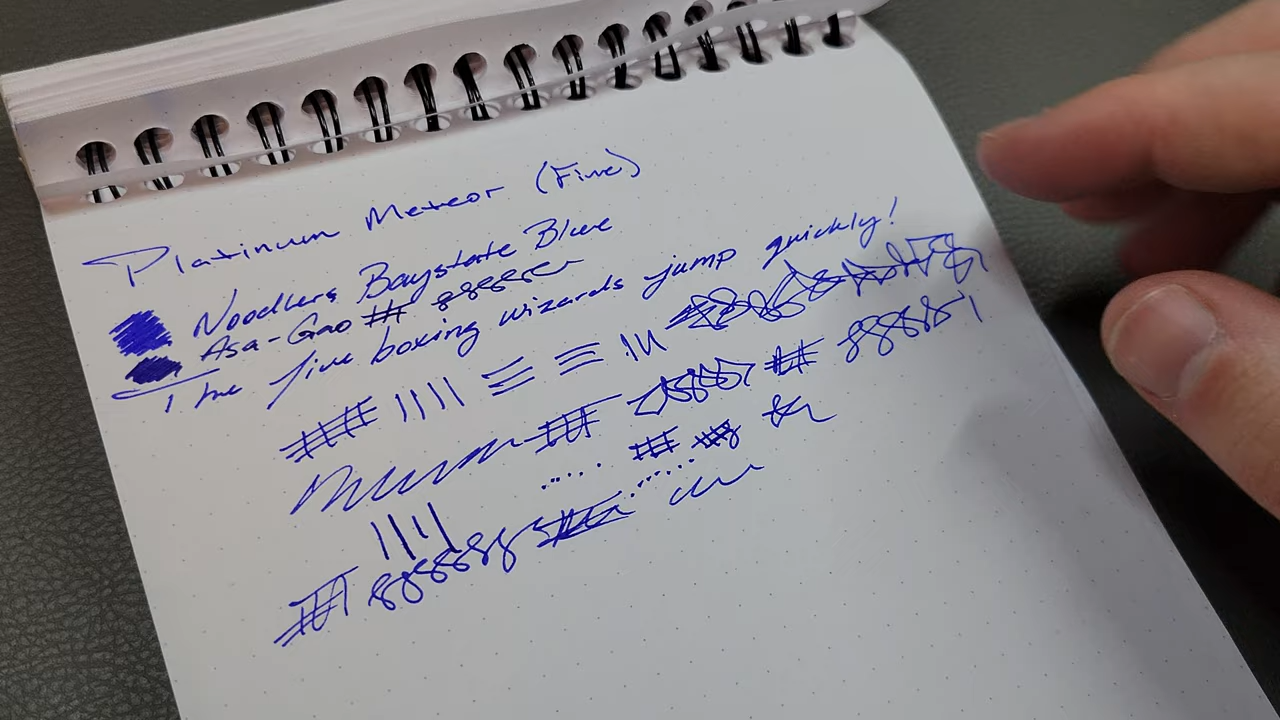 Platinum Meteor (Fine)
Noodlers Baystate Blue
Asa-Gao
The five boxing wizards jump quickly!